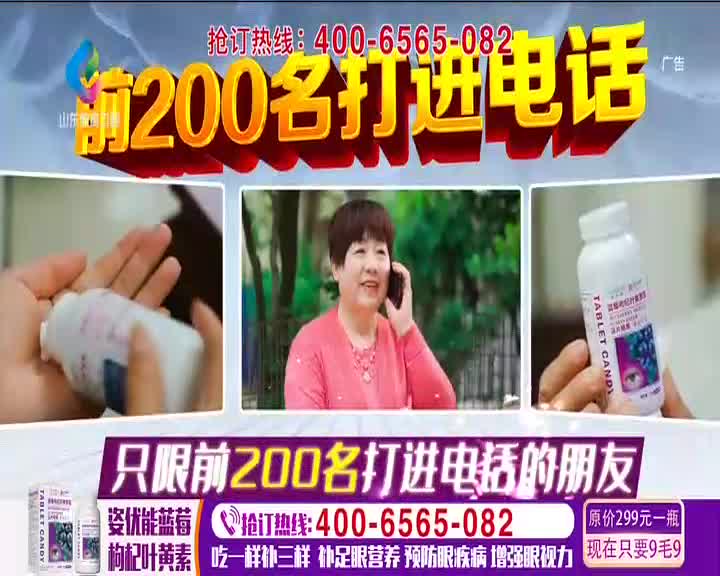 抢订热线: 400-6565-082
前200名打进电话
广告
TABLET CANDY
TABLET CANDY
只限前200名打进电话的朋友
姿优能蓝莓
枸杞叶黄素
抢订热线:400-6565-082
吃一样补三样 补足眼营养 预防眼疾病 增强眼视力
原价299元一瓶
现在只要9毛9